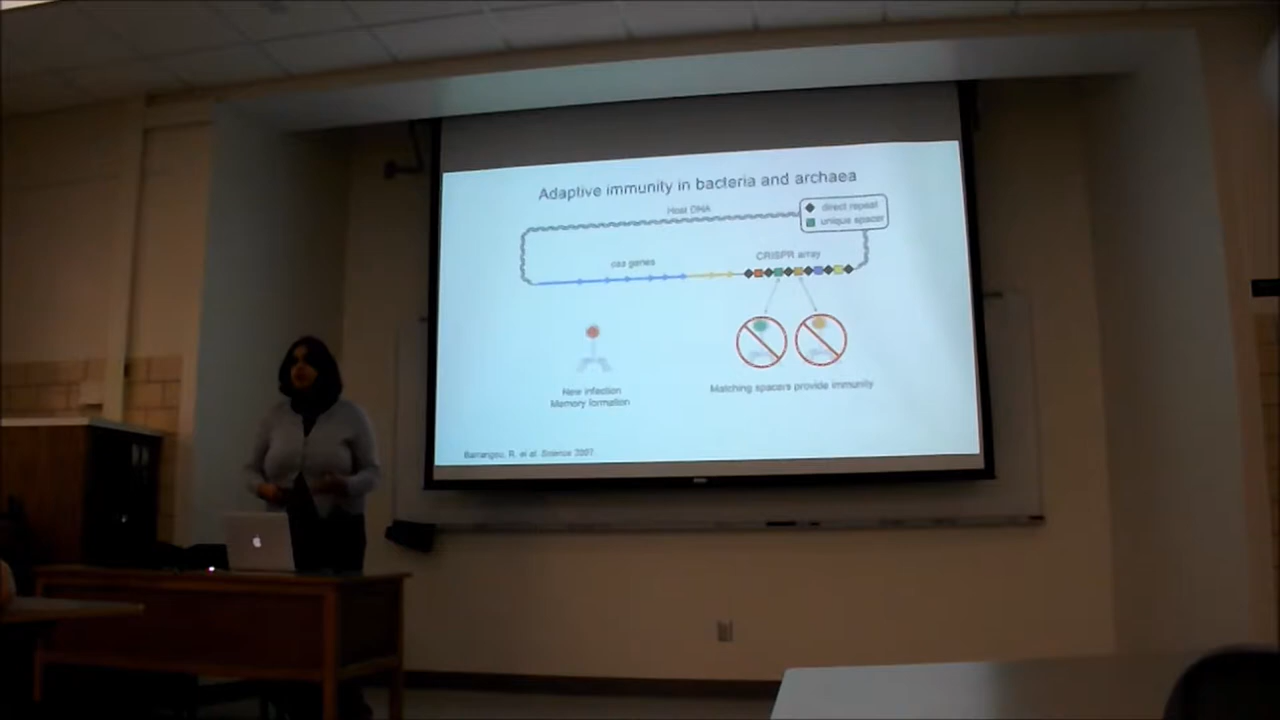 Adaptive immunity in bacteria and archaea
Host DNA
direct repeat
unique spacer
cas genes
CRISPR array
New infection
Memory formation
Matching spacers provide immunity
Barrangou, R. et al. Science 2007.